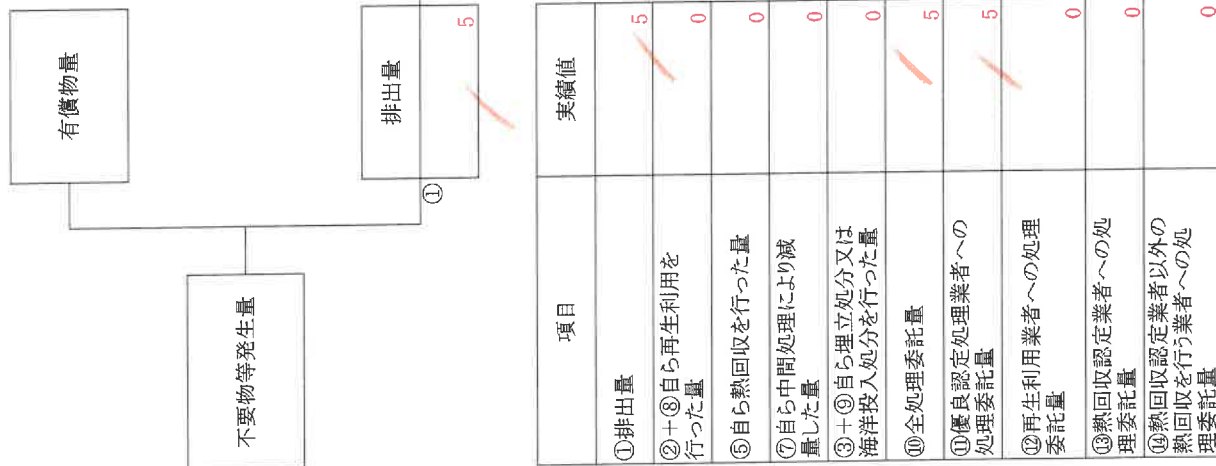 不要物等発生量
有償物量
①
排出量
5
項目
実績値
①排出量
5
②+⑧自ら再生利用を
行った量
0
⑤自ら熱回収を行った量
0
⑦自ら中間処理により減
量した量
0
③+⑨自ら埋立処分又は
海洋投入処分を行った量
0
⑩全処理委託量
5
⑪優良認定処理業者への
処理委託量
5
⑫再生利用業者への処理
委託量
0
⑬熱回収認定業者への処
理委託量
0
⑭熱回収認定業者以外の
熱回収を行う業者への処
理委託量
0